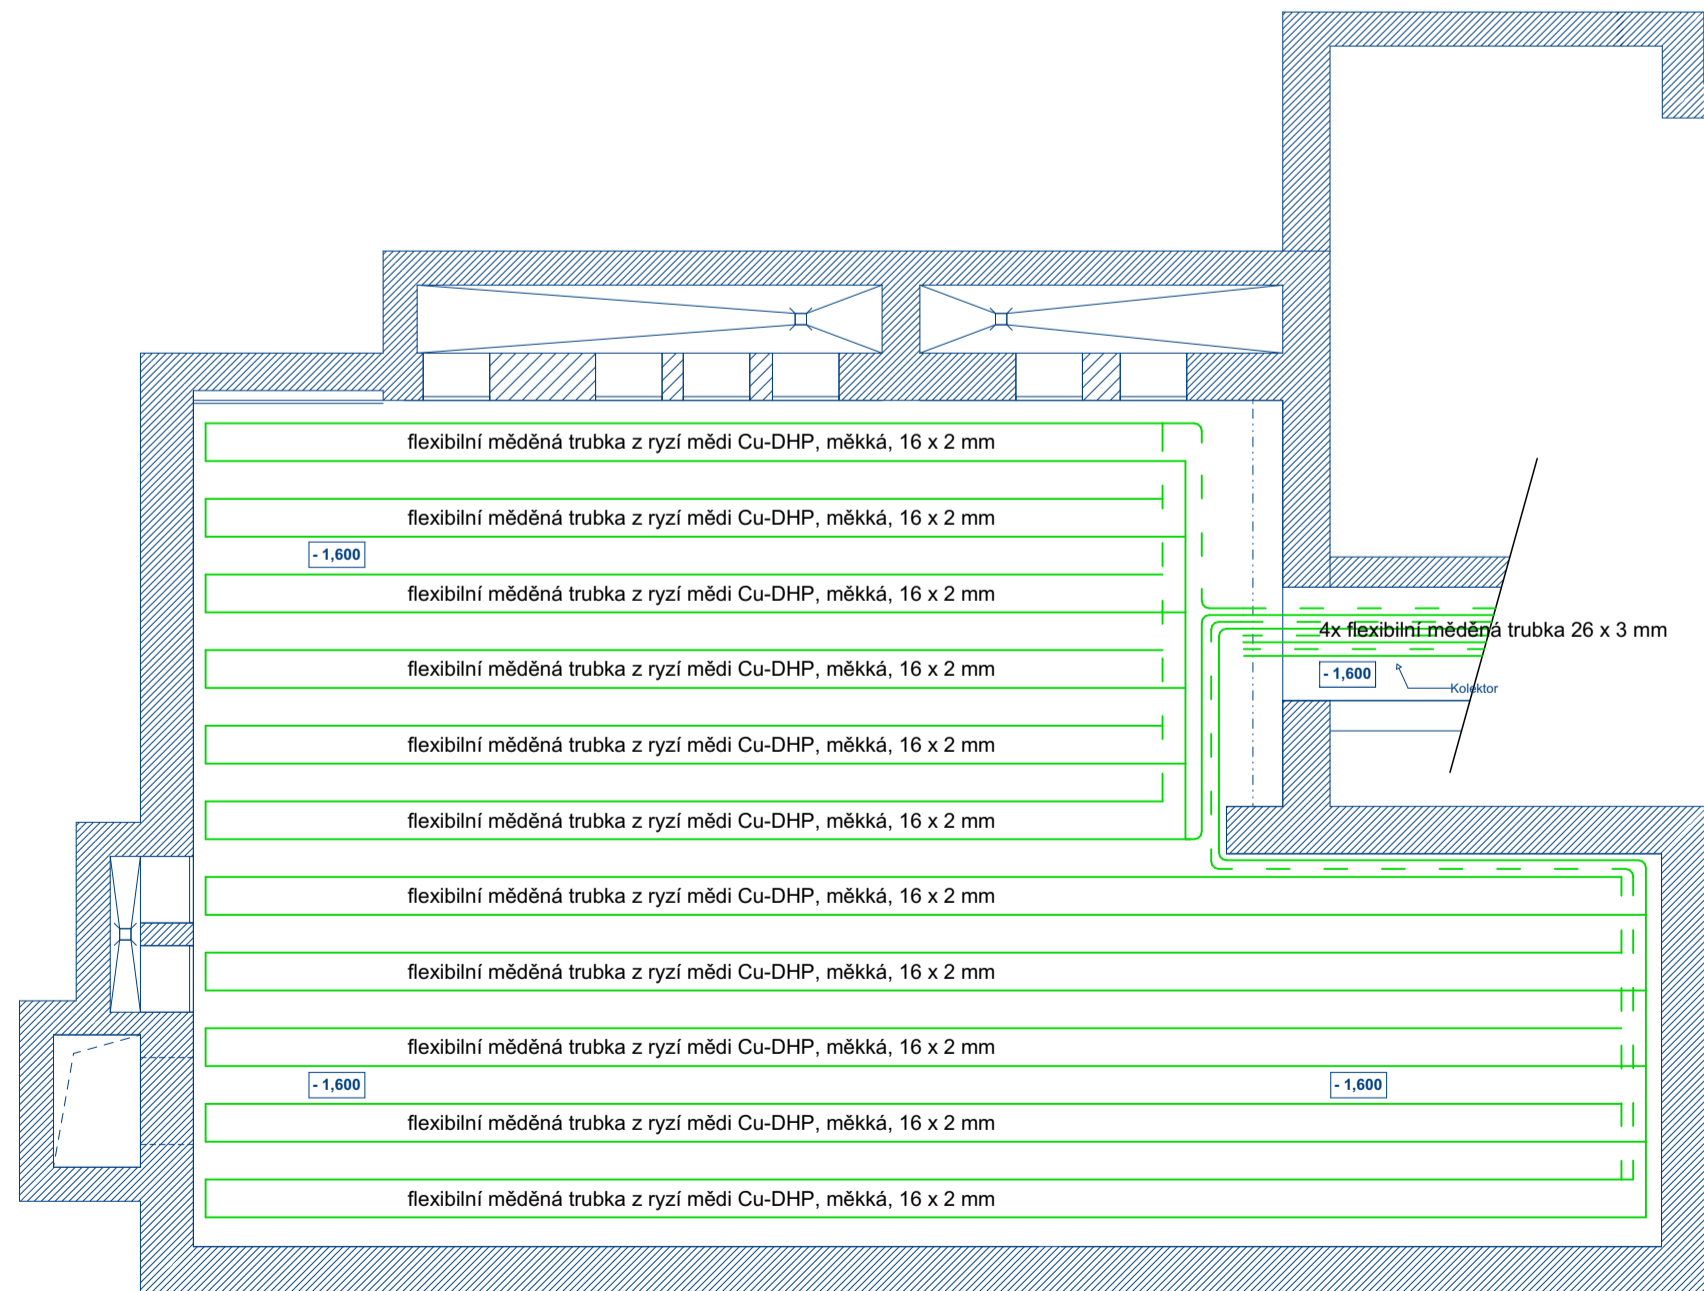 flexibilní měděná trubka z ryzí mědi Cu-DHP, měkká, 16 x 2 mm
flexibilní měděná trubka z ryzí mědi Cu-DHP, měkká, 16 x 2 mm
- 1,600
flexibilní měděná trubka z ryzí mědi Cu-DHP, měkká, 16 x 2 mm
4x flexibilní měděná trubka 26 x 3 mm
flexibilní měděná trubka z ryzí mědi Cu-DHP, měkká, 16 x 2 mm
- 1,600
Kolektor
flexibilní měděná trubka z ryzí mědi Cu-DHP, měkká, 16 x 2 mm
flexibilní měděná trubka z ryzí mědi Cu-DHP, měkká, 16 x 2 mm
flexibilní měděná trubka z ryzí mědi Cu-DHP, měkká, 16 x 2 mm
flexibilní měděná trubka z ryzí mědi Cu-DHP, měkká, 16 x 2 mm
flexibilní měděná trubka z ryzí mědi Cu-DHP, měkká, 16 x 2 mm
- 1,600
- 1,600
flexibilní měděná trubka z ryzí mědi Cu-DHP, měkká, 16 x 2 mm
flexibilní měděná trubka z ryzí mědi Cu-DHP, měkká, 16 x 2 mm